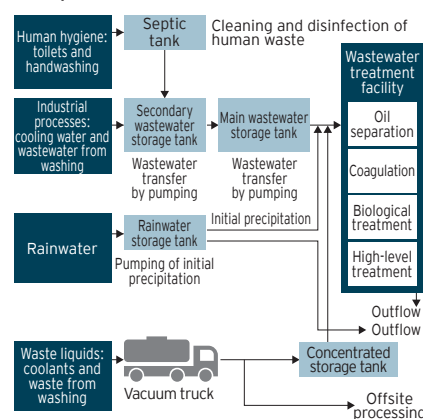 Human hygiene:
toilets and
handwashing
Septic
tank
Cleaning and disinfection of
human waste
Industrial
processes:
cooling water and
wastewater from
washing
Secondary
wastewater
storage tank
Wastewater
transfer
by pumping
Main wastewater
storage tank
Wastewater
transfer
by pumping
Wastewater
treatment
facility
Oil
separation
Coagulation
Biological
treatment
High-level
treatment
Rainwater
Rainwater
storage tank
Initial precipitation
Pumping of initial
precipitation
Outflow
Outflow
Waste liquids:
coolants and
waste from
washing
Vacuum truck
Concentrated
storage tank
Offsite
processing